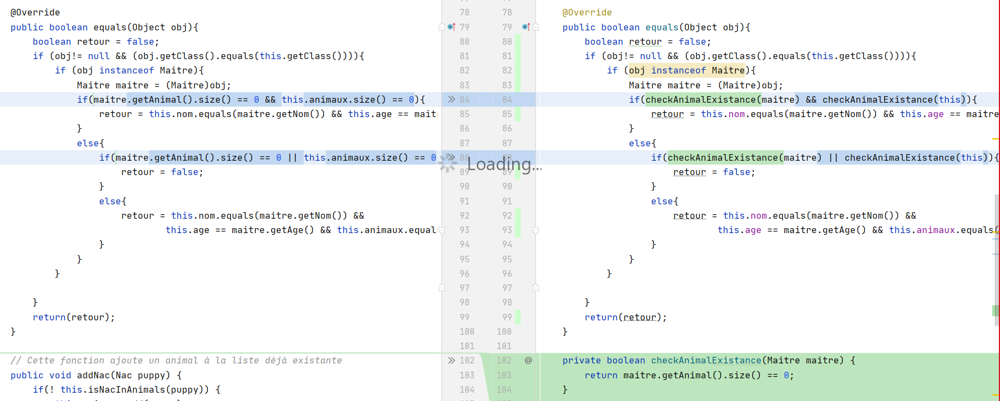 @Override
public boolean equals(Object obj){
boolean retour = false;
if (obj!= null && (obj.getClass().equals(this.getClass()))){
if (obj instanceof Maitre){
Maitre maitre = (Maitre)obj;
if(maitre.getAnimal().size() == 0 && this.animaux.size() == 0){
retour = this.nom.equals(maitre.getNom()) && this.age == mait
}
else{
if(maitre.getAnimal().size() == 0 || this.animaux.size() == 0
retour = false;
}
else{
retour = this.nom.equals(maitre.getNom()) &&
this.age == maitre.getAge() && this.animaux.equals
}
}
}
}
return(retour);
}
// Cette fonction ajoute un animal à la liste déjà existante
public void addNac(Nac puppy) {
if(! this.isNacInAnimals(puppy)) {
78 78
79 79
80 80
81 81
82 82
83 83
84 84
85 85
86 86
87 87
88 88
Loading...
89 89
90 90
91 91
92 92
93 93
94 94
95 95
96 96
97 97
98 98
99 99
100 100
101 101
102 102 @
103 103
104 104
@Override
public boolean equals(Object obj){
boolean retour = false;
if (obj!= null && (obj.getClass().equals(this.getClass()))){
if (obj instanceof Maitre){
Maitre maitre = (Maitre)obj;
if(checkAnimalExistance(maitre) && checkAnimalExistance(this)){
retour = this.nom.equals(maitre.getNom()) && this.age == maitre
}
else{
if(checkAnimalExistance(maitre) || checkAnimalExistance(this)){
retour = false;
}
else{
retour = this.nom.equals(maitre.getNom()) &&
this.age == maitre.getAge() && this.animaux.equals(
}
}
}
}
return(retour);
}
private boolean checkAnimalExistance(Maitre maitre) {
return maitre.getAnimal().size() == 0;
}